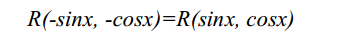 R(-sinx, -cosx)=R(sinx, cosx)